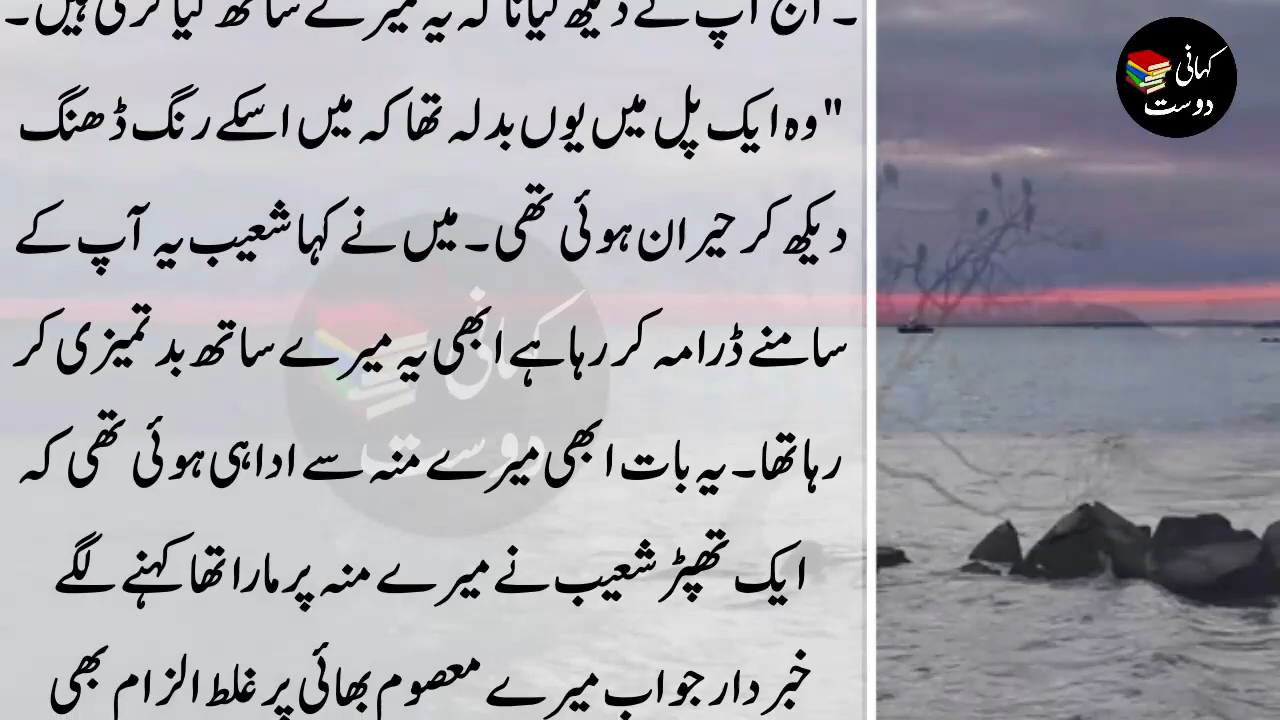 ۔ آج آپ نے دیکھ لیا نا کہ یہ میرے ساتھ کیا کرتی ہیں۔
"وہ ایک پل میں یوں بدلہ تھا کہ میں اسکے رنگ ڈھنگ
دیکھ کر حیران ہوئی تھی۔ میں نے کہا شعیب یہ آپ کے
سامنے ڈرامہ کر رہا ہے ابھی یہ میرے ساتھ بدتمیزی کر
رہا تھا۔ یہ بات ابھی میرے منہ سے ادا ہی ہوئی تھی کہ
ایک تھپڑ شعیب نے میرے منہ پر مارا تھا کہنے لگے
خبردار جو اب میرے معصوم بھائی پر غلط الزام بھی
کہانی
دوست
کہانی
دوست